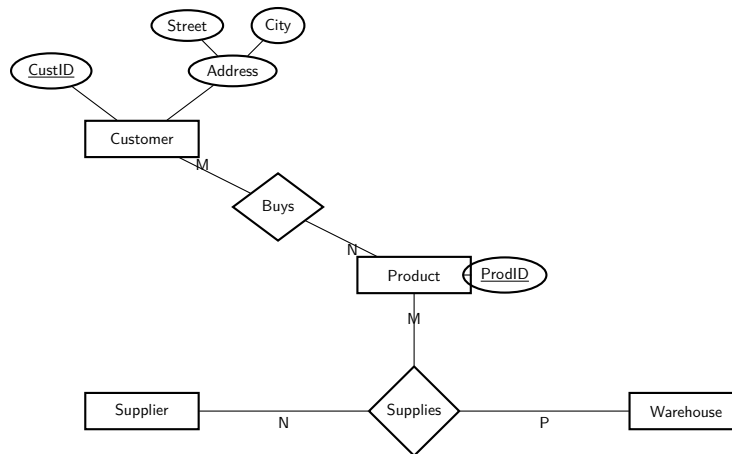 Street
City
CustID
Address
Customer
M
Buys
N
Product
ProdID
M
Supplier
N
Supplies
P
Warehouse